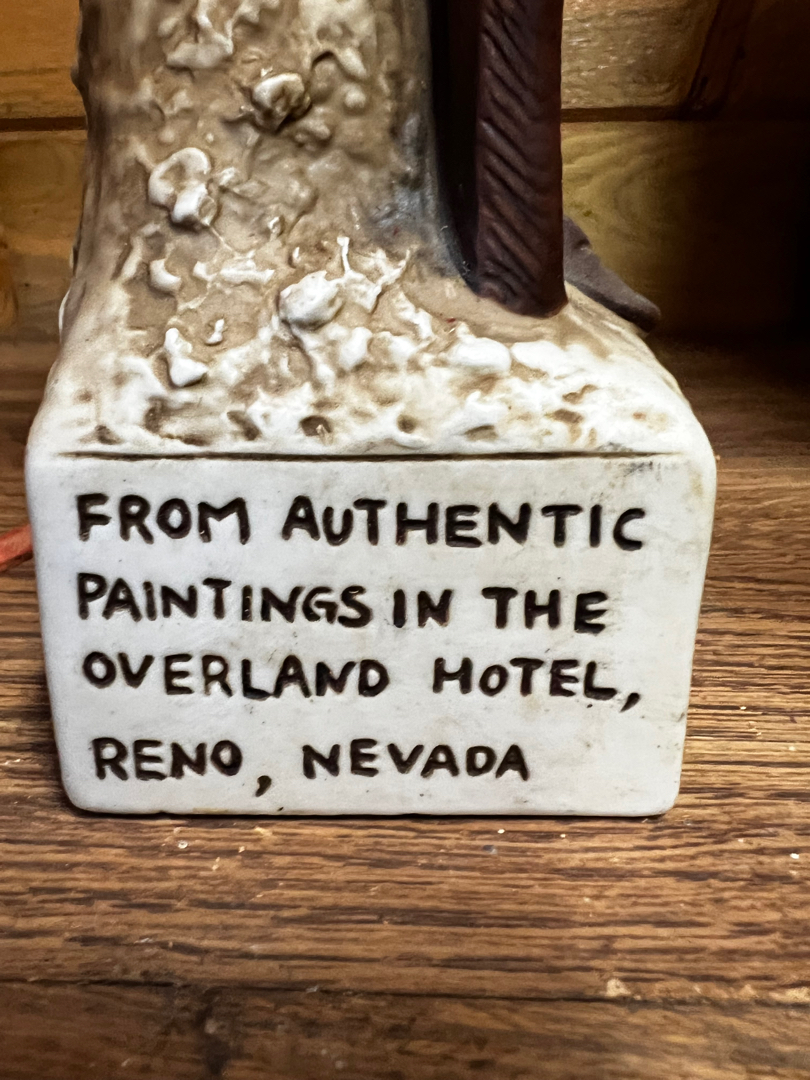 FROM AUTHENTIC
PAINTINGS IN THE
OVERLAND HOTEL,
RENO, NEVADA